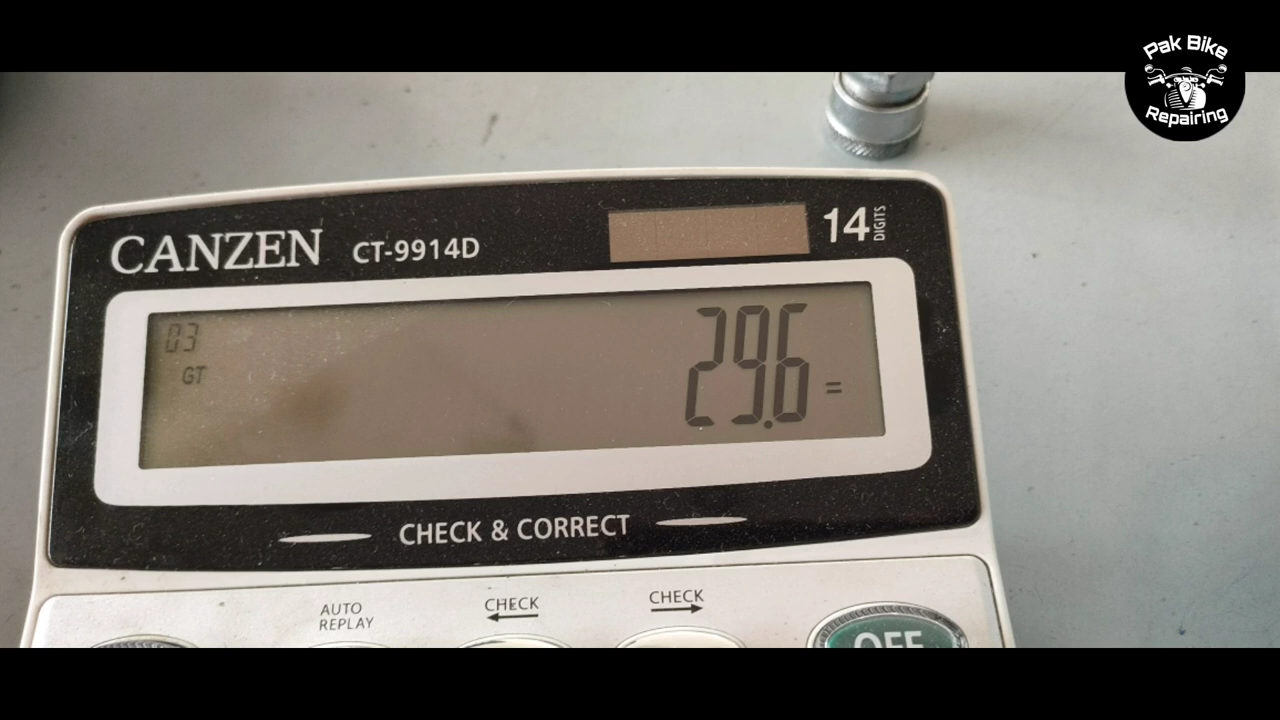 Pak Bike
Repairing
CANZEN CT-9914D
14 DIGITS
03
GT
29.6 =
CHECK & CORRECT
AUTO
REPLAY
CHECK
CHECK
OFF